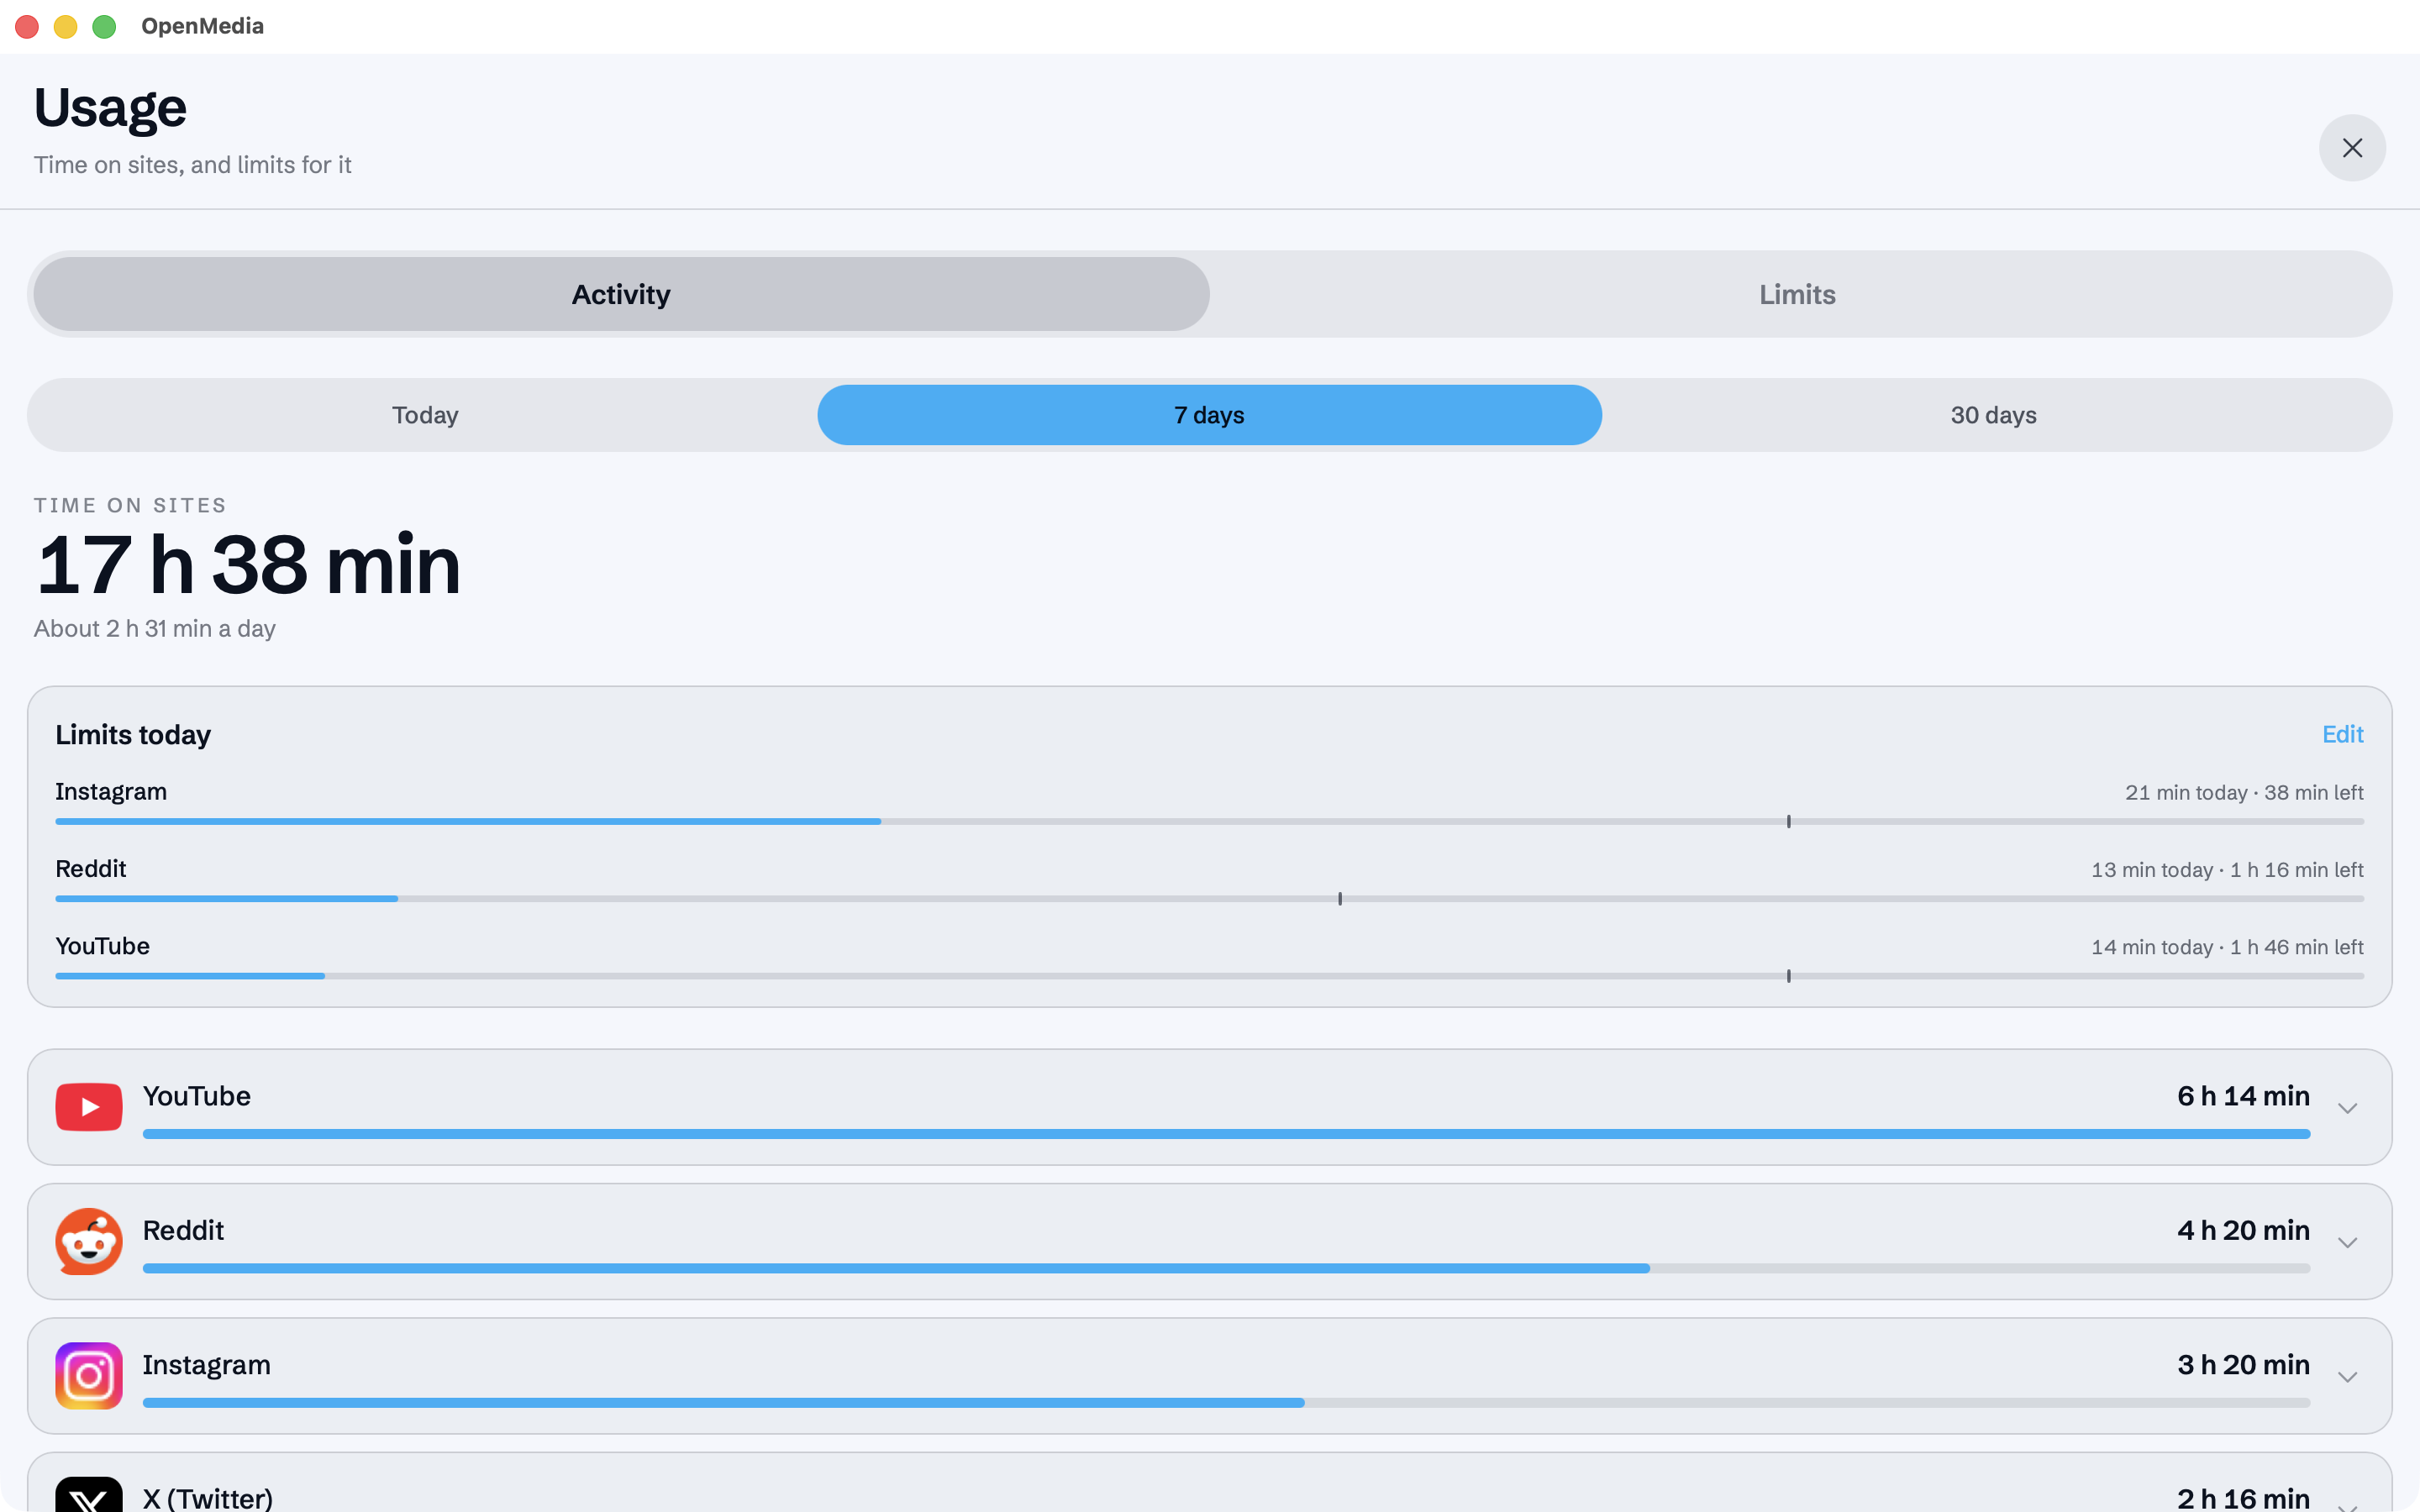 OpenMedia
Usage
Time on sites, and limits for it
Activity
Limits
Today
7 days
30 days
TIME ON SITES
17 h 38 min
About 2 h 31 min a day
Limits today
Edit
Instagram
21 min today · 38 min left
Reddit
13 min today · 1 h 16 min left
YouTube
14 min today · 1 h 46 min left
YouTube
6 h 14 min
Reddit
4 h 20 min
Instagram
3 h 20 min
X (Twitter)
2 h 16 min